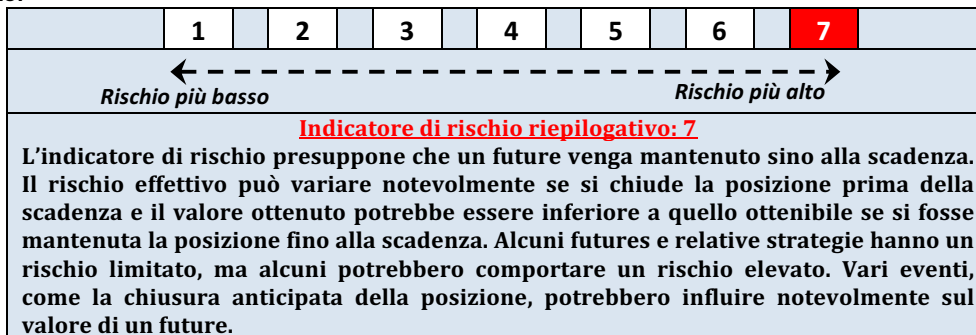 1 2 3 4 5 6 7
Rischio più basso Rischio più alto
Indicatore di rischio riepilogativo: 7
L'indicatore di rischio presuppone che un future venga mantenuto sino alla scadenza.
Il rischio effettivo può variare notevolmente se si chiude la posizione prima della
scadenza e il valore ottenuto potrebbe essere inferiore a quello ottenibile se si fosse
mantenuta la posizione fino alla scadenza. Alcuni futures e relative strategie hanno un
rischio limitato, ma alcuni potrebbero comportare un rischio elevato. Vari eventi,
come la chiusura anticipata della posizione, potrebbero influire notevolmente sul
valore di un future.